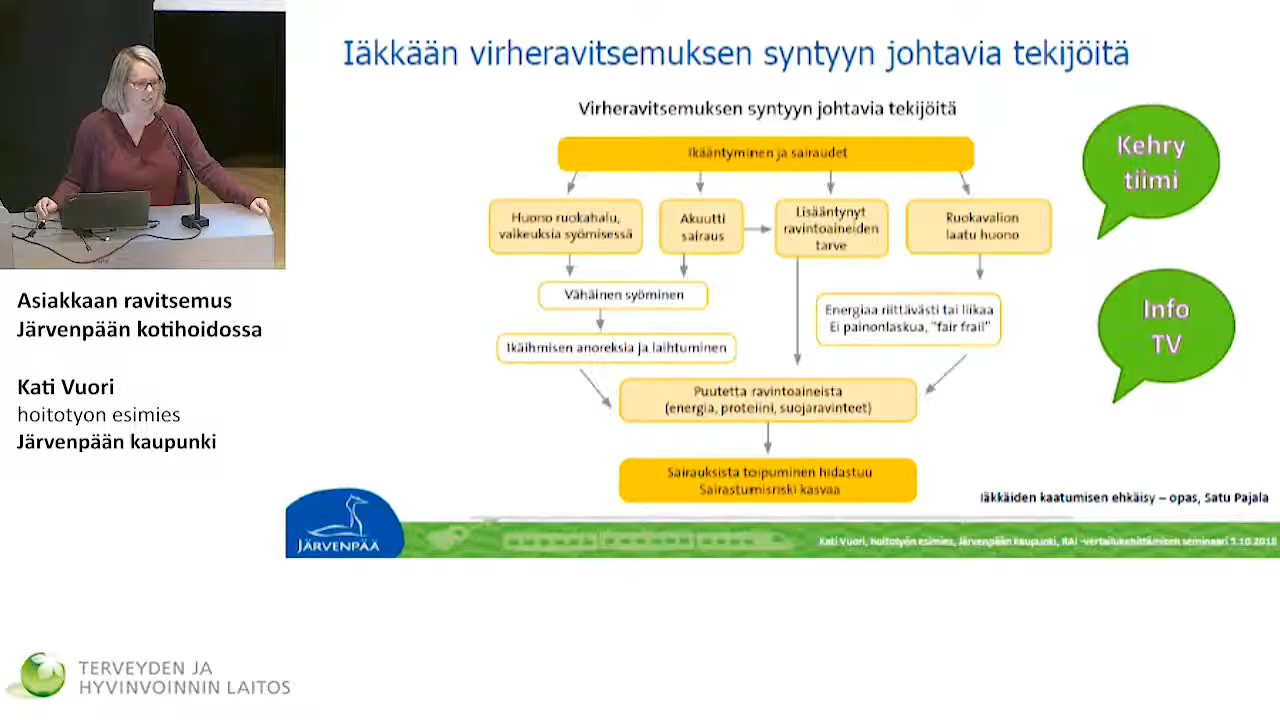 Iäkkään virheravitsemuksen syntyyn johtavia tekijöitä
Virheravitsemuksen syntyyn johtavia tekijöitä
Ikääntyminen ja sairaudet
Huono ruokahalu,
vaikeuksia syömisessä
Akuutti
sairaus
Lisääntynyt
ravintoaineiden
tarve
Ruokavalion
laatu huono
Vähäinen syöminen
Energiaa riittävästi tai liikaa
Ei painonlaskua, "fair frail"
Ikäihmisen anoreksia ja laihtuminen
Puutetta ravintoaineista
(energia, proteiini, suojaravinteet)
Sairauksista toipuminen hidastuu
Sairastumisriski kasvaa
Kehry
tiimi
Info
TV
Iäkkäiden kaatumisen ehkäisy – opas, Satu Pajala
JÄRVENPÄÄ
Kati Vuori, hoitotyön esimies, Järvenpään kaupunki, RAI -vertailukehittämisen seminaari 5.10.2018
Asiakkaan ravitsemus
Järvenpään kotihoidossa
Kati Vuori
hoitotyon esimies
Järvenpään kaupunki
TERVEYDEN JA
HYVINVOINNIN LAITOS